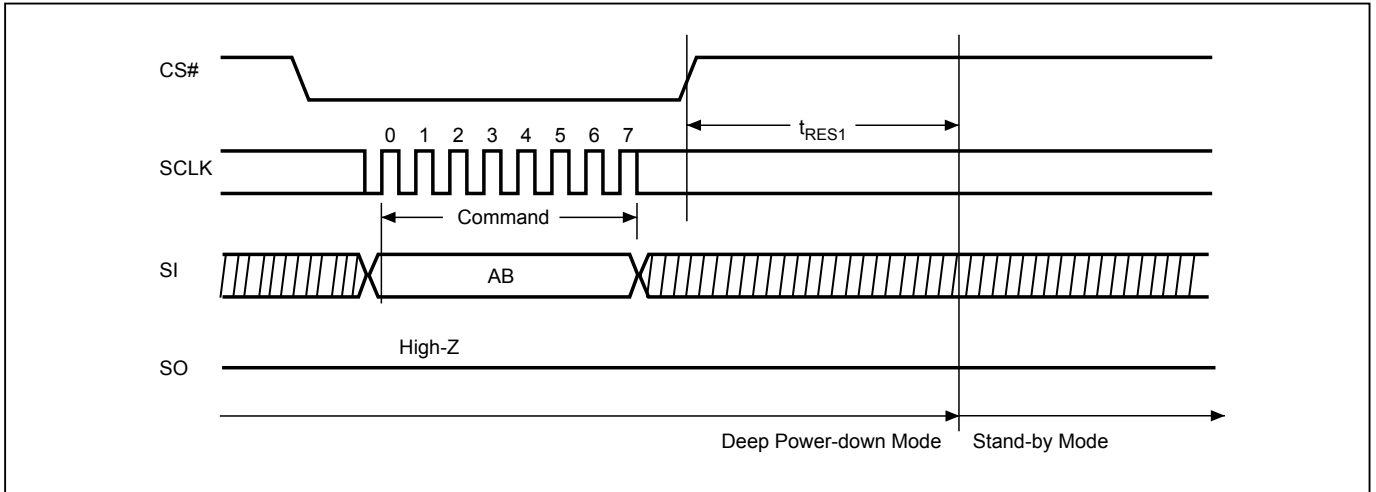 CS#
tRES1
0 1 2 3 4 5 6 7
SCLK
Command
SI
AB
High-Z
SO
Deep Power-down Mode Stand-by Mode